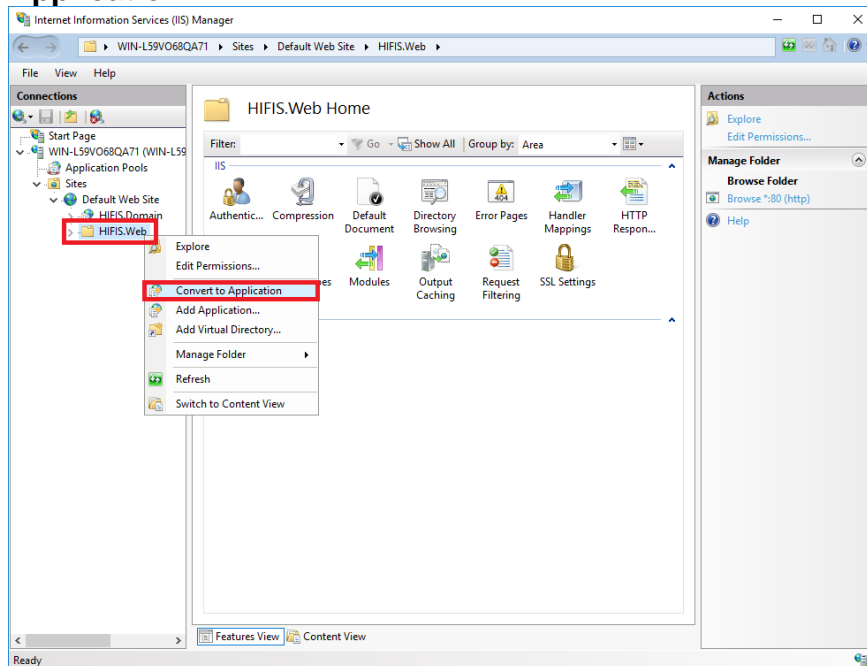 Internet Information Services (IIS) Manager
WIN-L59VO68QA71 Sites Default Web Site HIFIS.Web
File View Help
Connections
Start Page
WIN-L59VO68QA71 (WIN-L59
Application Pools
Sites
Default Web Site
HIFIS.Domain
HIFIS.Web
Explore
Edit Permissions...
Convert to Application
Add Application...
Add Virtual Directory...
Manage Folder
Refresh
Switch to Content View
HIFIS.Web Home
Filter: Go Show All Group by: Area
IIS
Authentic... Compression Default Document Directory Browsing Error Pages Handler Mappings HTTP Respon...
Modules Output Caching Request Filtering SSL Settings
Features View Content View
Actions
Explore
Edit Permissions...
Manage Folder
Browse Folder
Browse *:80 (http)
Help
Ready